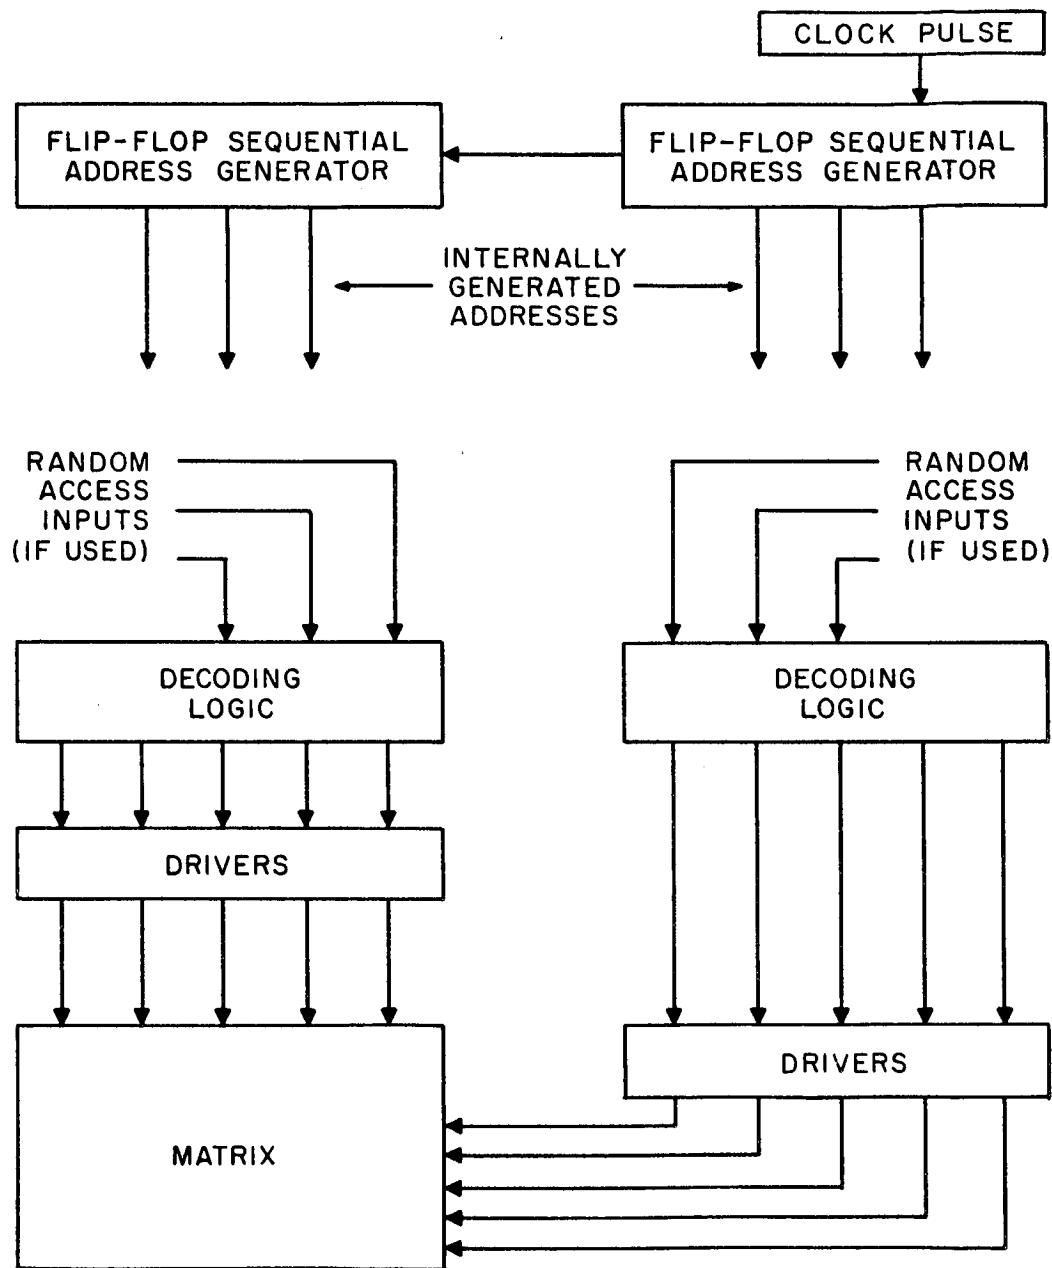 CLOCK PULSE
FLIP-FLOP SEQUENTIAL
ADDRESS GENERATOR
FLIP-FLOP SEQUENTIAL
ADDRESS GENERATOR
INTERNALLY
GENERATED
ADDRESSES
RANDOM
ACCESS
INPUTS
(IF USED)
RANDOM
ACCESS
INPUTS
(IF USED)
DECODING
LOGIC
DECODING
LOGIC
DRIVERS
DRIVERS
MATRIX